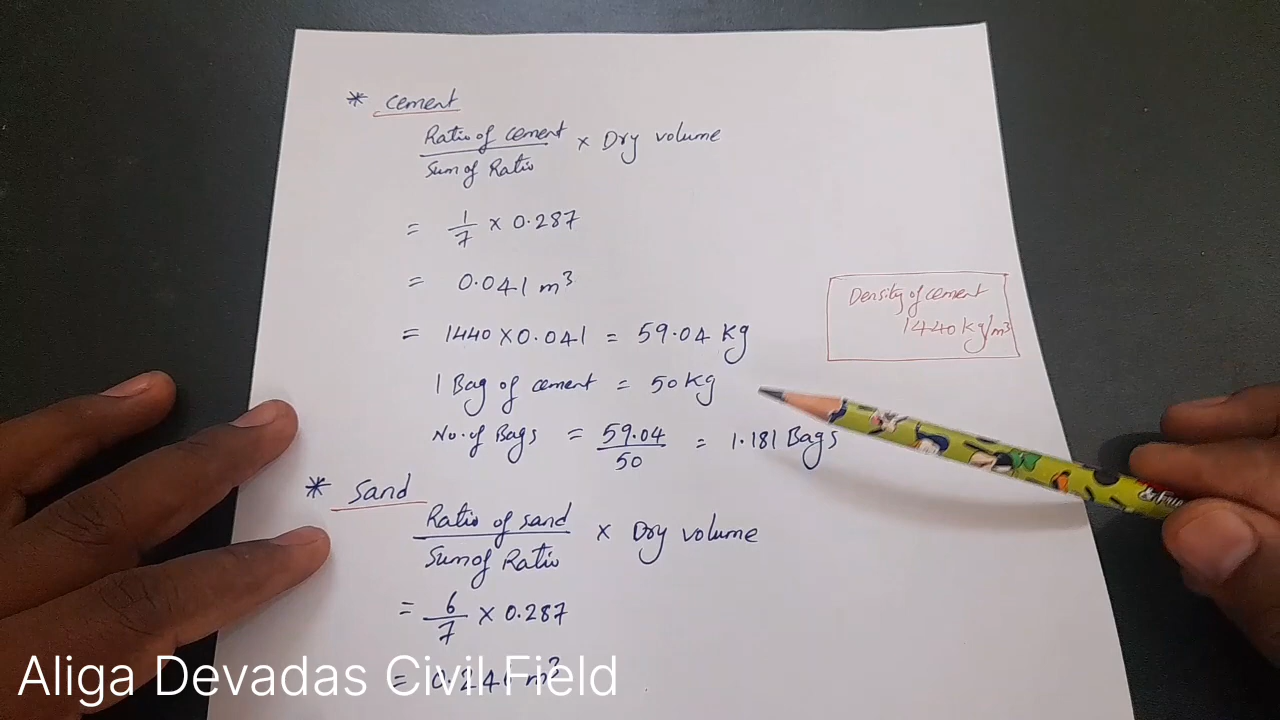 * cement
Ratio of cement / Sum of Ratio × Dry volume
= 1/7 × 0.287
= 0.041 m³
= 1440 × 0.041 = 59.04 kg
1 Bag of cement = 50 kg
No. of Bags = 59.04/50 = 1.181 Bags
Density of cement
1440 kg/m³
* Sand
Ratio of sand / Sum of Ratio × Dry volume
= 6/7 × 0.287
= m³
Aliga Devadas Civil Field